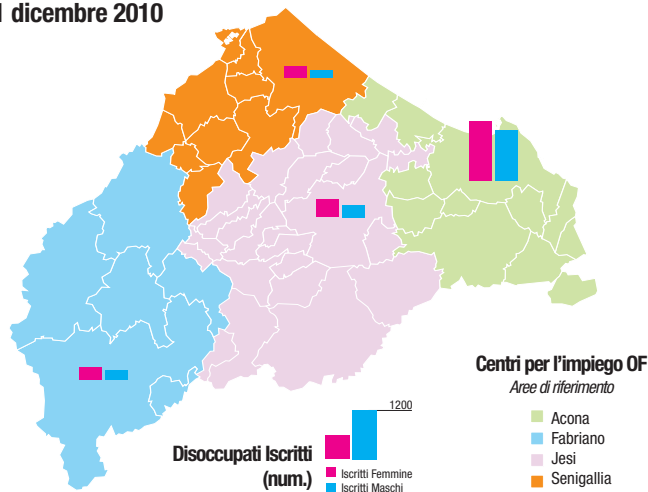 dicembre 2010
Centri per l'impiego OF
Aree di riferimento
Acona
Fabriano
Jesi
Senigallia
1200
Disoccupati Iscritti
(num.)
Iscritti Femmine
Iscritti Maschi